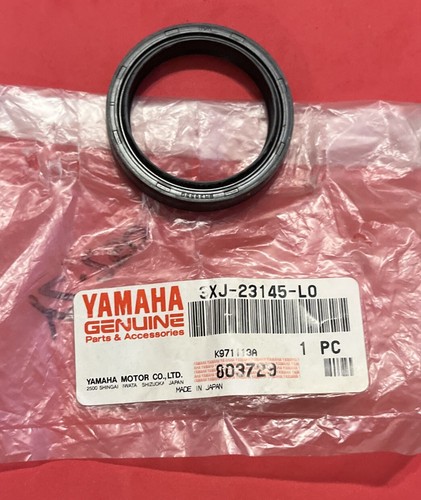 YAMAHA
GENUINE
Parts & Accessories
3XJ-23145-L0
K971113A
1 PC
803729
YAMAHA MOTOR CO., LTD.
2500 SHINGAI IWATA SHIZUOKA JAPAN
MADE IN JAPAN